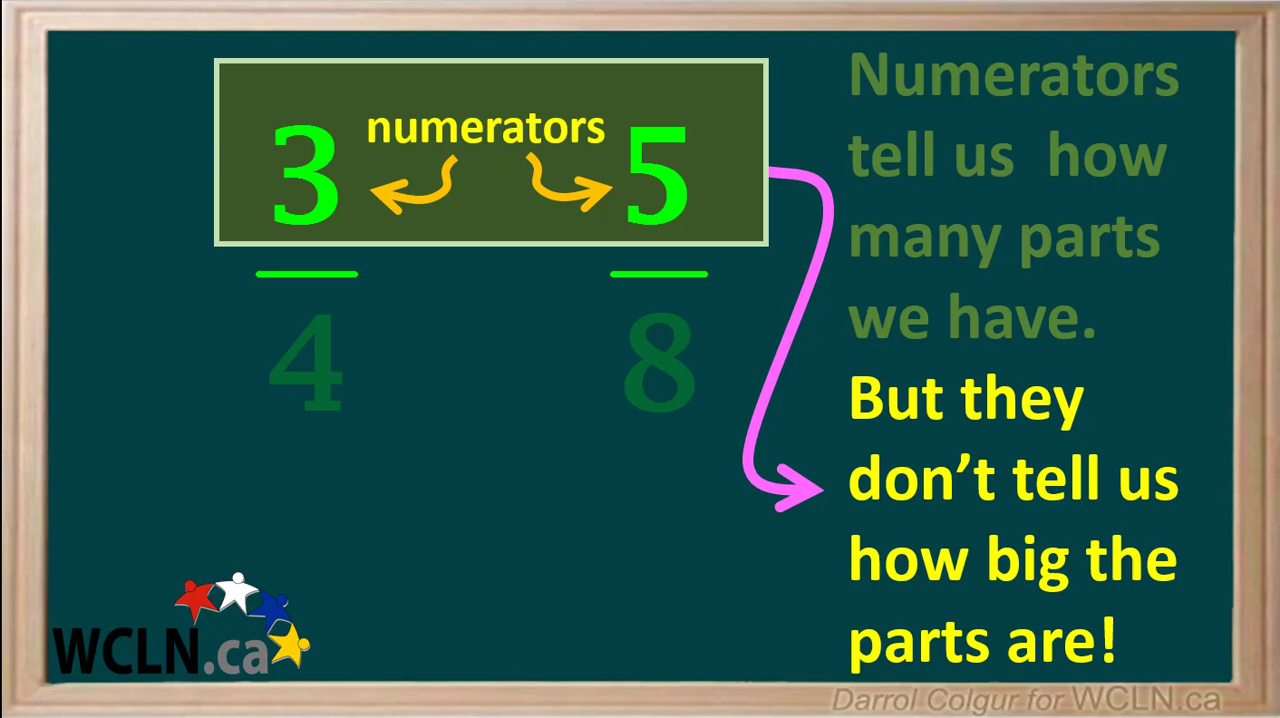 numerators
3 5
4 8
Numerators
tell us how
many parts
we have.
But they
don’t tell us
how big the
parts are!
WCLN.ca
Darrol Colgur for WCLN.ca